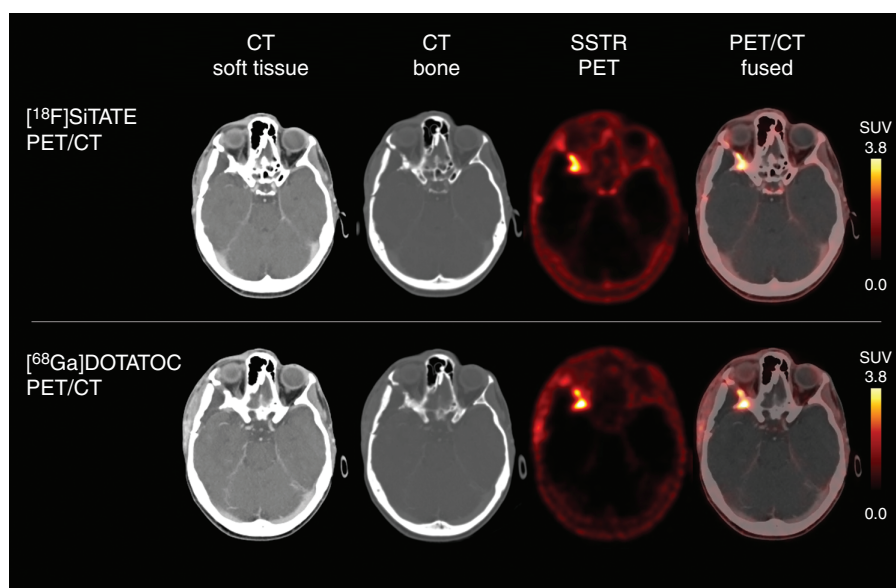 CT
soft tissue
CT
bone
SSTR
PET
PET/CT
fused
[¹⁸F]SiTATE
PET/CT
SUV
3.8
0.0
[⁶⁸Ga]DOTATOC
PET/CT
SUV
3.8
0.0